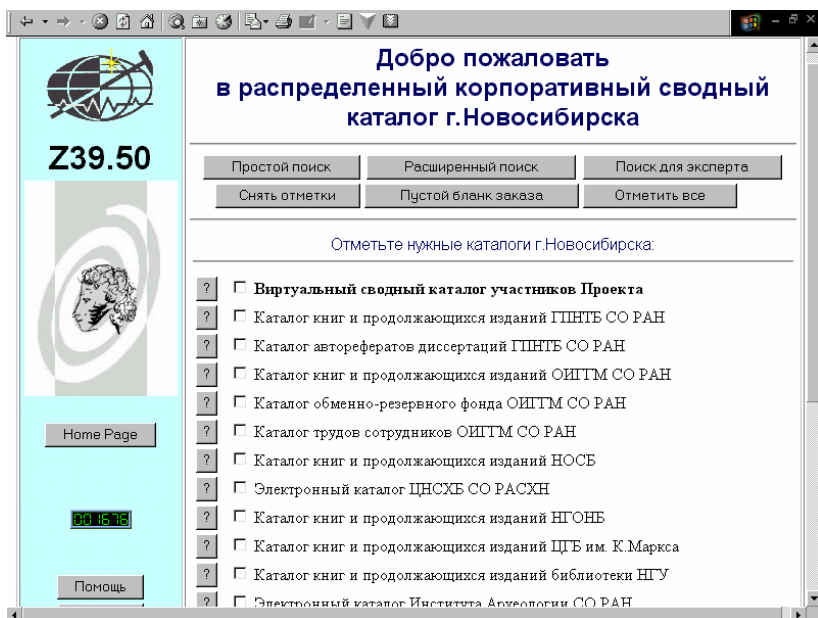 Добро пожаловать
в распределенный корпоративный сводный
каталог г.Новосибирска
Z39.50
Простой поиск Расширенный поиск Поиск для эксперта
Снять отметки Пустой бланк заказа Отметить все
Отметьте нужные каталоги г.Новосибирска:
? Виртуальный сводный каталог участников Проекта
? Каталог книг и продолжающихся изданий ГПНТБ СО РАН
? Каталог авторефератов диссертаций ГПНТБ СО РАН
? Каталог книг и продолжающихся изданий ОИГГМ СО РАН
? Каталог обменно-резервного фонда ОИГГМ СО РАН
? Каталог трудов сотрудников ОИГГМ СО РАН
? Каталог книг и продолжающихся изданий НОСБ
? Электронный каталог ЦНСХБ СО РАСХН
? Каталог книг и продолжающихся изданий НГОНБ
? Каталог книг и продолжающихся изданий ЦГБ им. К.Маркса
? Каталог книг и продолжающихся изданий библиотеки НГУ
? Электронный каталог Института Археологии СО РАН
Home Page
001676
Помощь